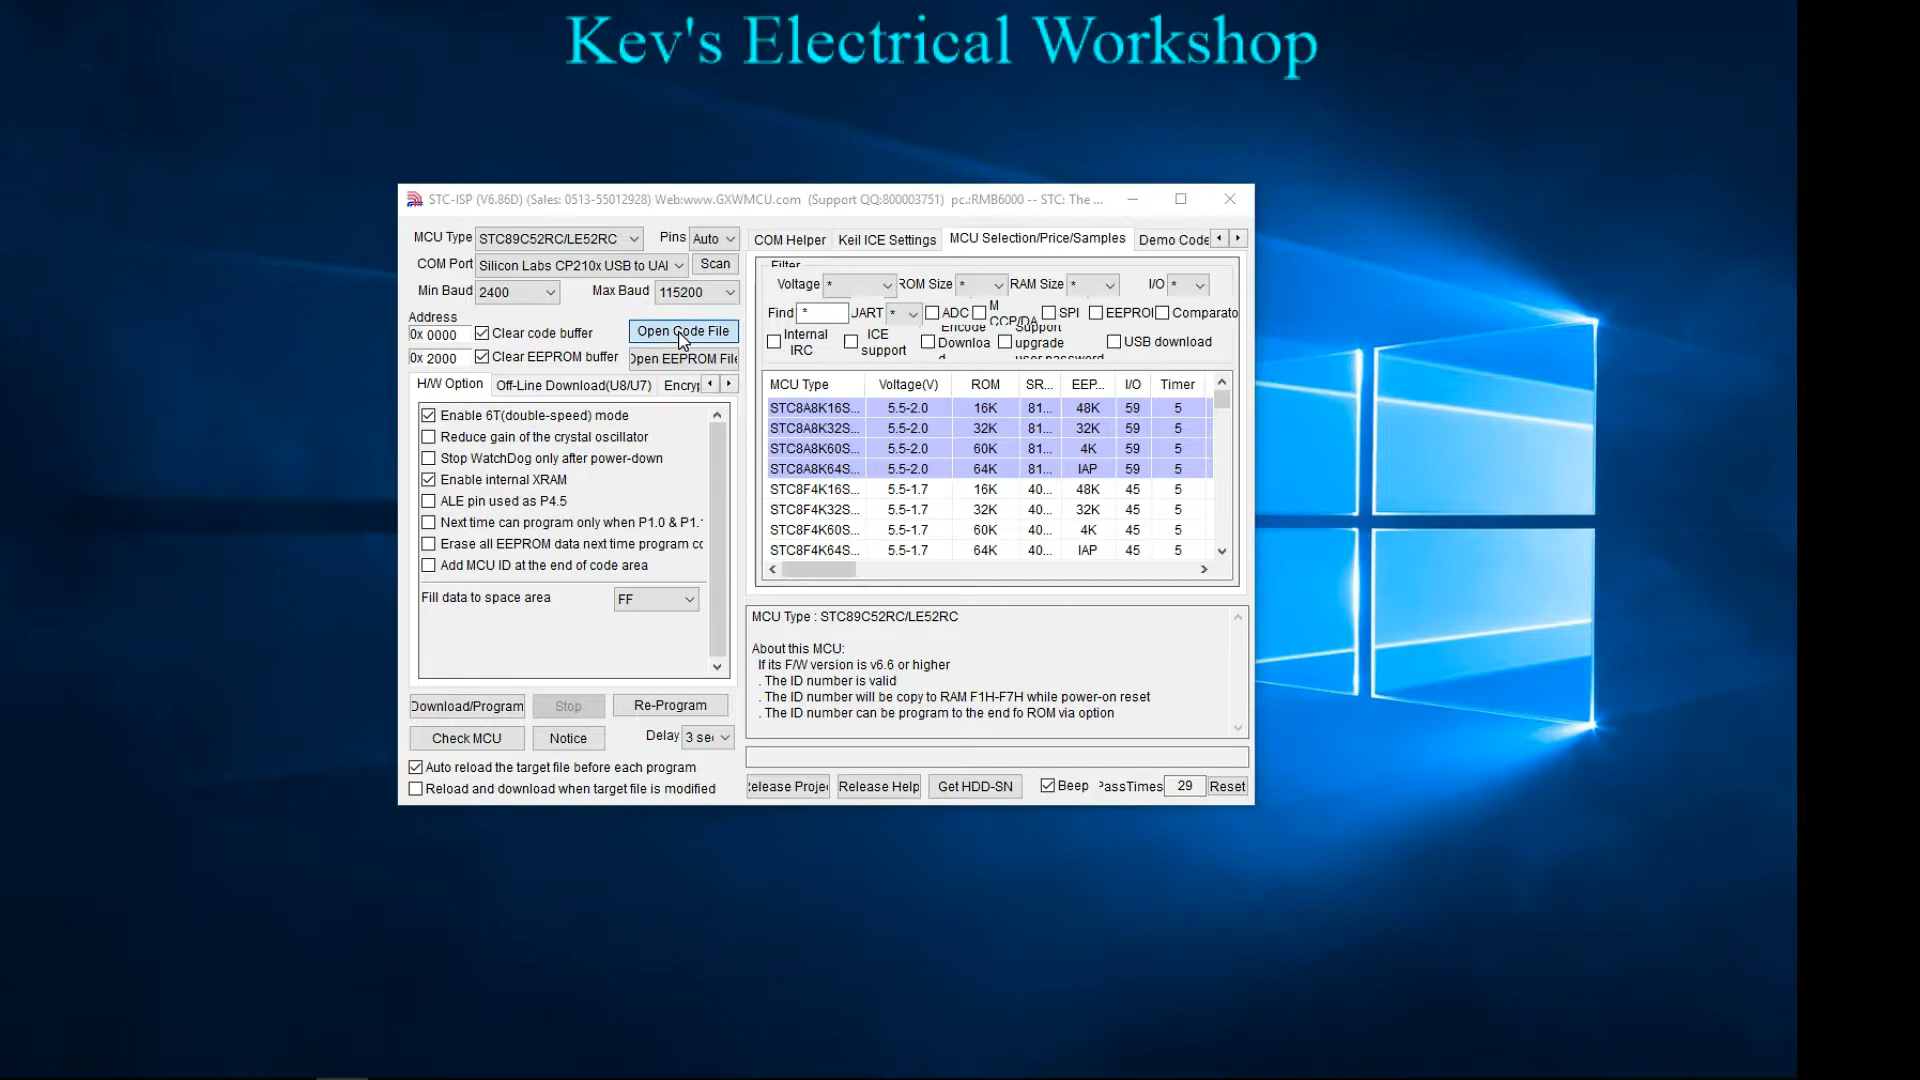 Kev's Electrical Workshop
STC-ISP (V6.86D) (Sales: 0513-55012928) Web:www.GXWMCU.com (Support QQ:800003751) pc.:RMB6000 -- STC: The ...
MCU Type STC89C52RC/LE52RC Pins Auto
COM Port Silicon Labs CP210x USB to UAI Scan
Min Baud 2400 Max Baud 115200
Address
0x 0000 Clear code buffer Open Code File
0x 2000 Clear EEPROM buffer Open EEPROM File
H/W Option Off-Line Download(U8/U7) Encryp
Enable 6T(double-speed) mode
Reduce gain of the crystal oscillator
Stop WatchDog only after power-down
Enable internal XRAM
ALE pin used as P4.5
Next time can program only when P1.0 & P1.
Erase all EEPROM data next time program co
Add MCU ID at the end of code area
Fill data to space area FF
Download/Program Stop Re-Program
Check MCU Notice Delay 3 sec
Auto reload the target file before each program
Reload and download when target file is modified
COM Helper Keil ICE Settings MCU Selection/Price/Samples Demo Code
Filter
Voltage * ROM Size * RAM Size * I/O *
Find * UART * ADC M CCP/DA SPI EEPROI Comparato
Internal IRC ICE support Encode Downloa d Support upgrade user password USB download
MCU Type Voltage(V) ROM SR... EEP... I/O Timer
STC8A8K16S... 5.5-2.0 16K 81... 48K 59 5
STC8A8K32S... 5.5-2.0 32K 81... 32K 59 5
STC8A8K60S... 5.5-2.0 60K 81... 4K 59 5
STC8A8K64S... 5.5-2.0 64K 81... IAP 59 5
STC8F4K16S... 5.5-1.7 16K 40... 48K 45 5
STC8F4K32S... 5.5-1.7 32K 40... 32K 45 5
STC8F4K60S... 5.5-1.7 60K 40... 4K 45 5
STC8F4K64S... 5.5-1.7 64K 40... IAP 45 5
MCU Type : STC89C52RC/LE52RC
About this MCU:
If its F/W version is v6.6 or higher
. The ID number is valid
. The ID number will be copy to RAM F1H-F7H while power-on reset
. The ID number can be program to the end fo ROM via option
Release Projec Release Help Get HDD-SN Beep PassTimes 29 Reset